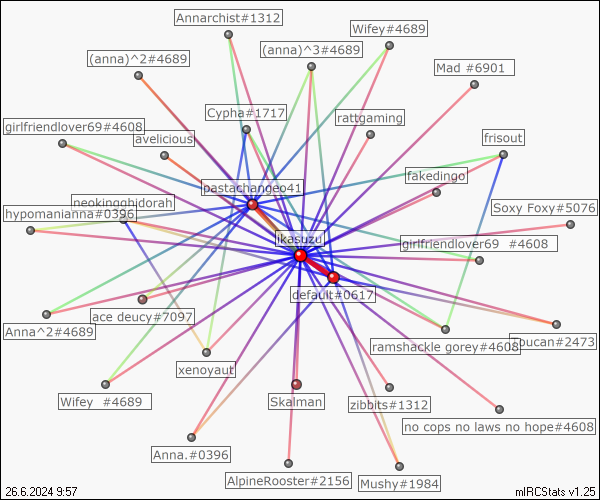 Annarchist#1312
Wifey#4689
(anna)^3#4689
(anna)^2#4689
Mad #6901
Cypha#1717
rattgaming
girlfriendlover69#4608
avelicious
frisout
fakedingo
pastachangeo41
neokingghidorah
hypomanianna#0396
Soxy Foxy#5076
ikasuzu
girlfriendlover69 #4608
default#0617
ace deucy#7097
Anna^2#4689
ramshackle gorey#4608
toucan#2473
xenoyaut
Wifey #4689
Skalman
zibbits#1312
no cops no laws no hope#4608
Anna.#0396
AlpineRooster#2156
Mushy#1984
26.6.2024 9:57
mIRCStats v1.25